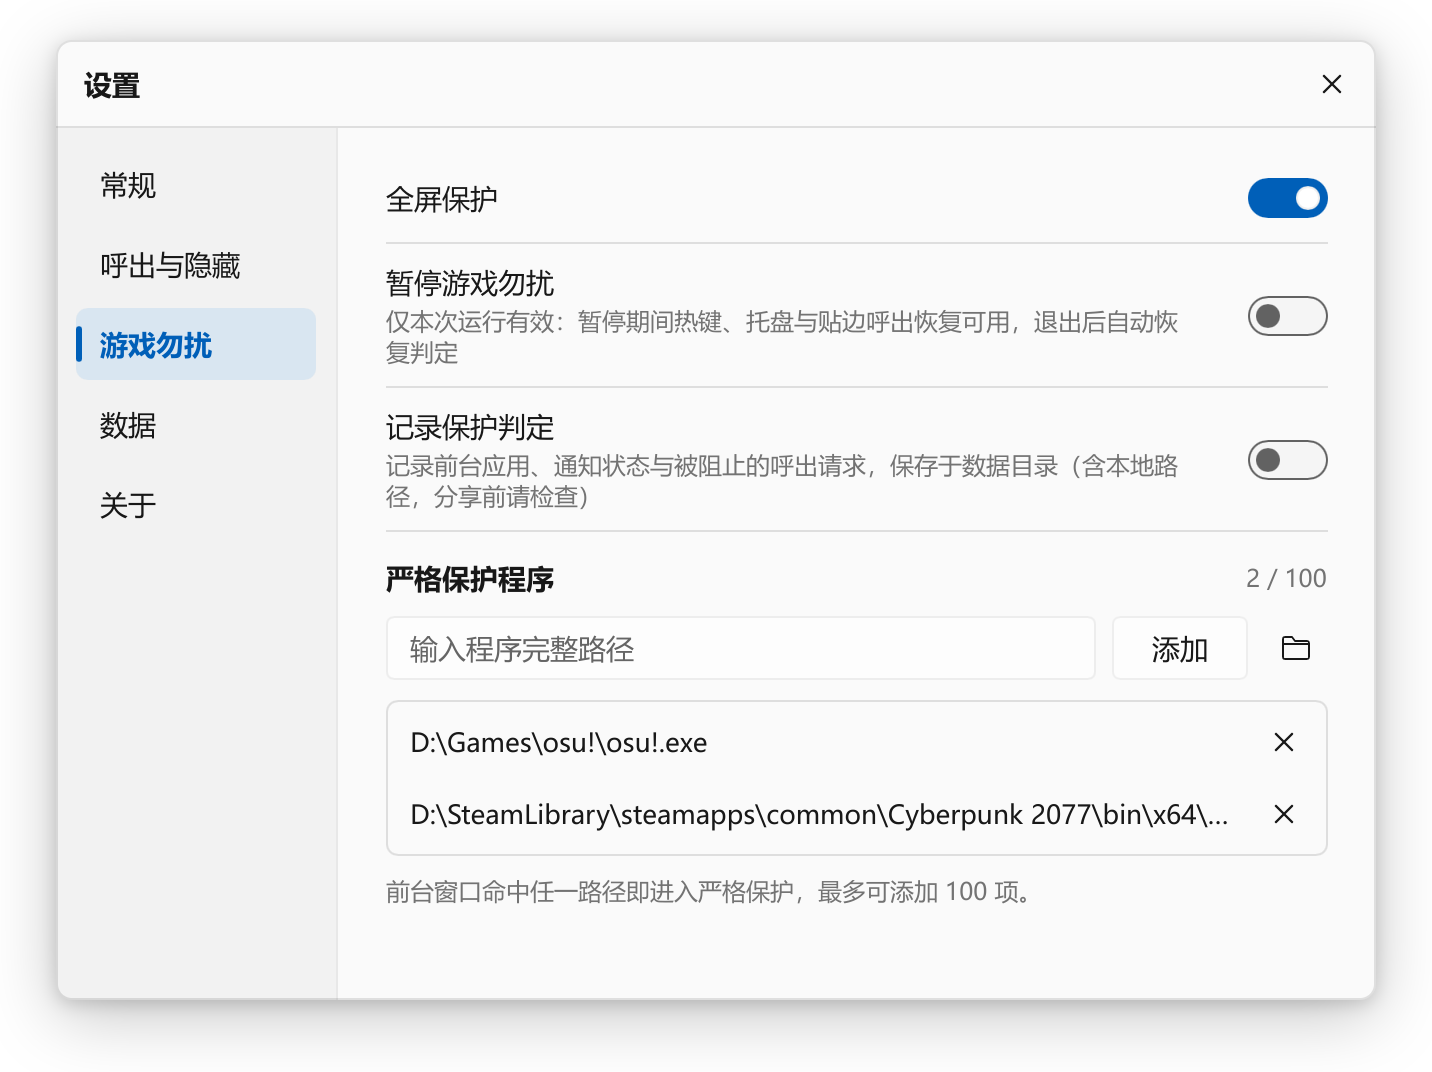 设置
常规
呼出与隐藏
游戏勿扰
数据
关于
全屏保护
暂停游戏勿扰
仅本次运行有效：暂停期间热键、托盘与贴边呼出恢复可用，退出后自动恢
复判定
记录保护判定
记录前台应用、通知状态与被阻止的呼出请求，保存于数据目录（含本地路
径，分享前请检查）
严格保护程序
2 / 100
输入程序完整路径
添加
D:\Games\osu!\osu!.exe
D:\SteamLibrary\steamapps\common\Cyberpunk 2077\bin\x64\...
前台窗口命中任一路径即进入严格保护，最多可添加 100 项。